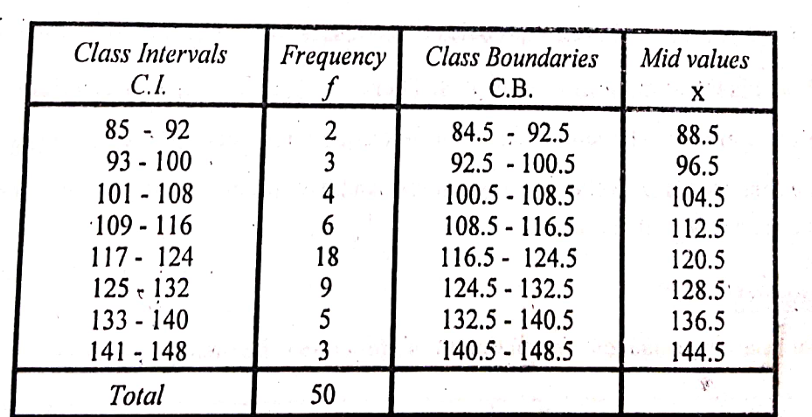 Class Intervals Frequency Class Boundaries Mid values
C.I. f C.B. x
85 - 92 2 84.5 - 92.5 88.5
93 - 100 3 92.5 - 100.5 96.5
101 - 108 4 100.5 - 108.5 104.5
109 - 116 6 108.5 - 116.5 112.5
117 - 124 18 116.5 - 124.5 120.5
125 - 132 9 124.5 - 132.5 128.5
133 - 140 5 132.5 - 140.5 136.5
141 - 148 3 140.5 - 148.5 144.5
Total 50